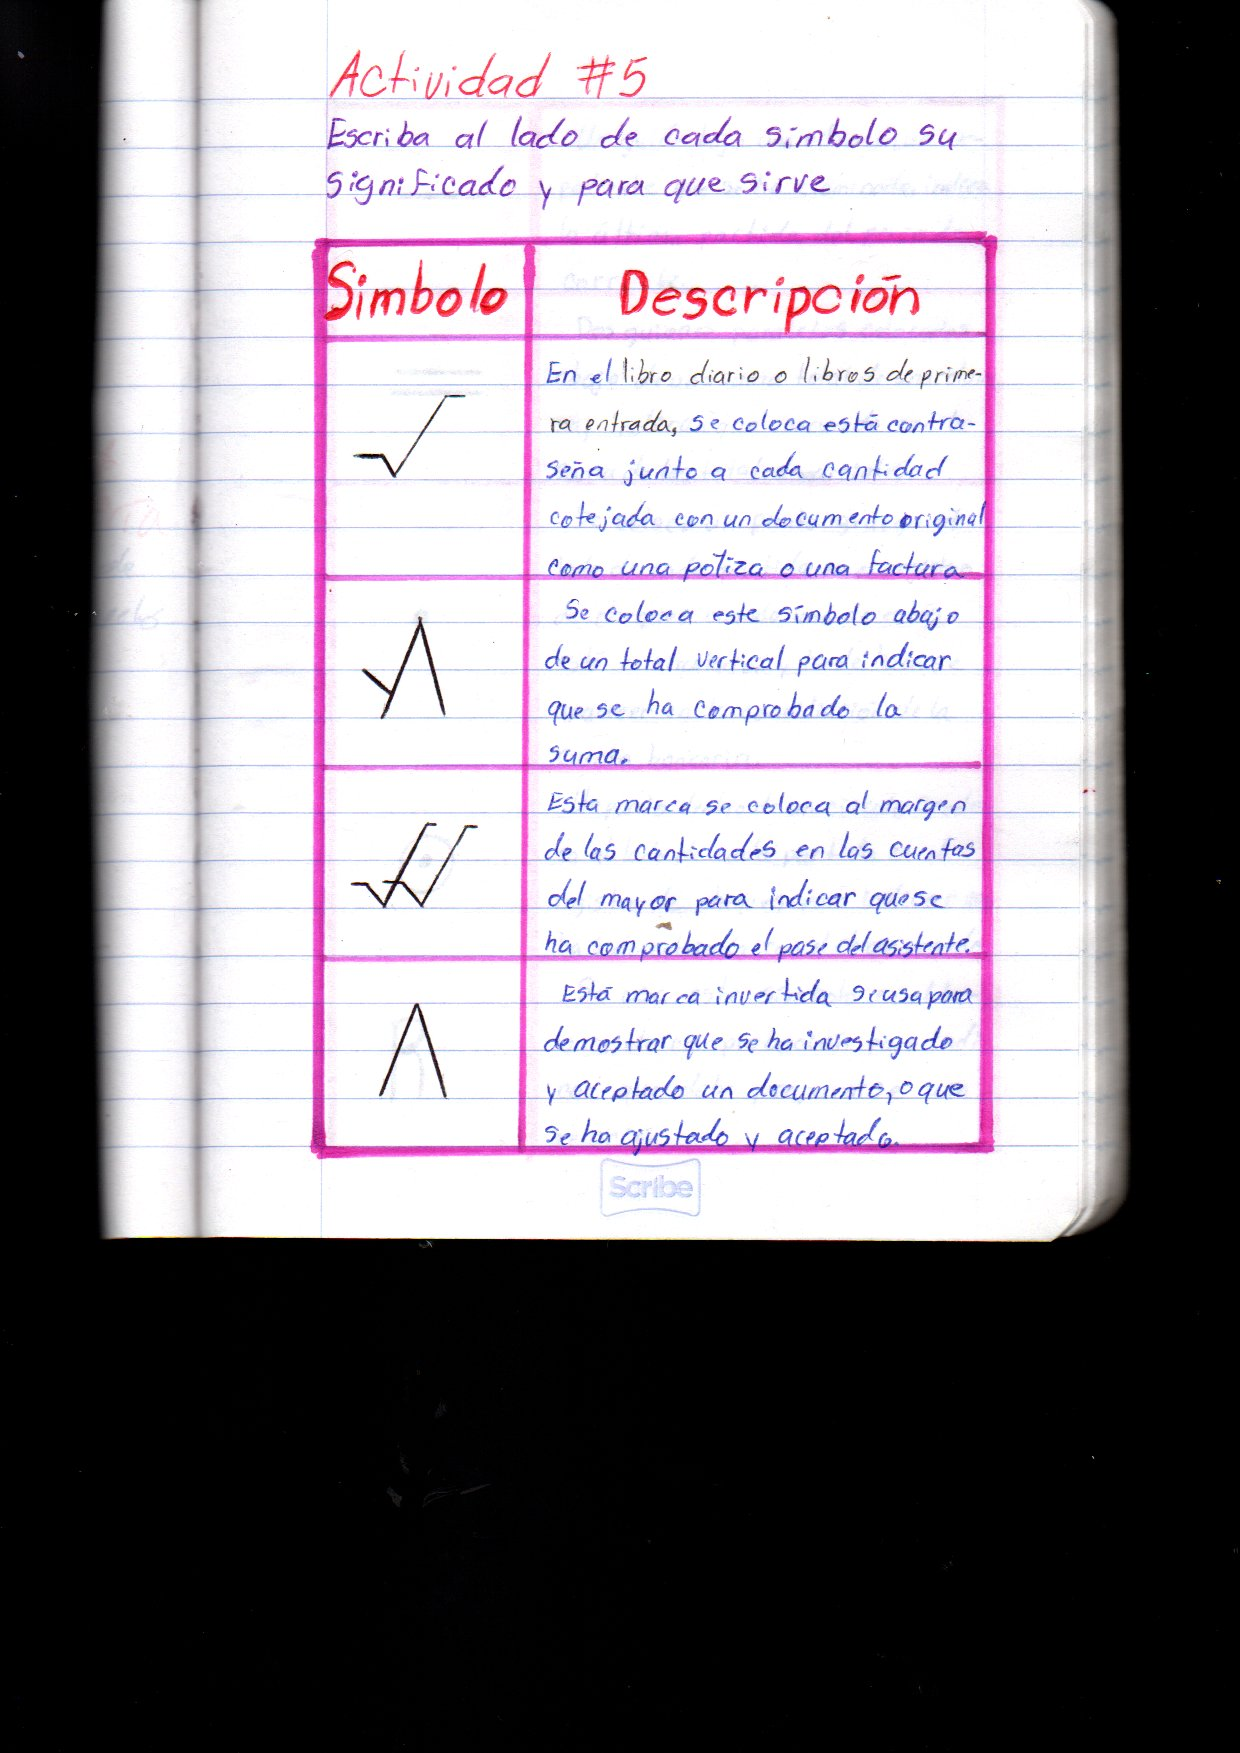 Actividad #5
Escriba al lado de cada simbolo su
significado y para que sirve
Simbolo
Descripción
En el libro diario o libros de prime-
ra entrada, se coloca está contra-
seña junto a cada cantidad
cotejada con un documento original
como una poliza o una factura
Se coloca este símbolo abajo
de un total vertical para indicar
que se ha comprobado la
suma.
Esta marca se coloca al margen
de las cantidades, en las cuentas
del mayor para indicar que se
ha comprobado el pase del asistente.
Está marca invertida se usa para
demostrar que se ha investigado
y aceptado un documento, o que
se ha ajustado y aceptado.
Scribe